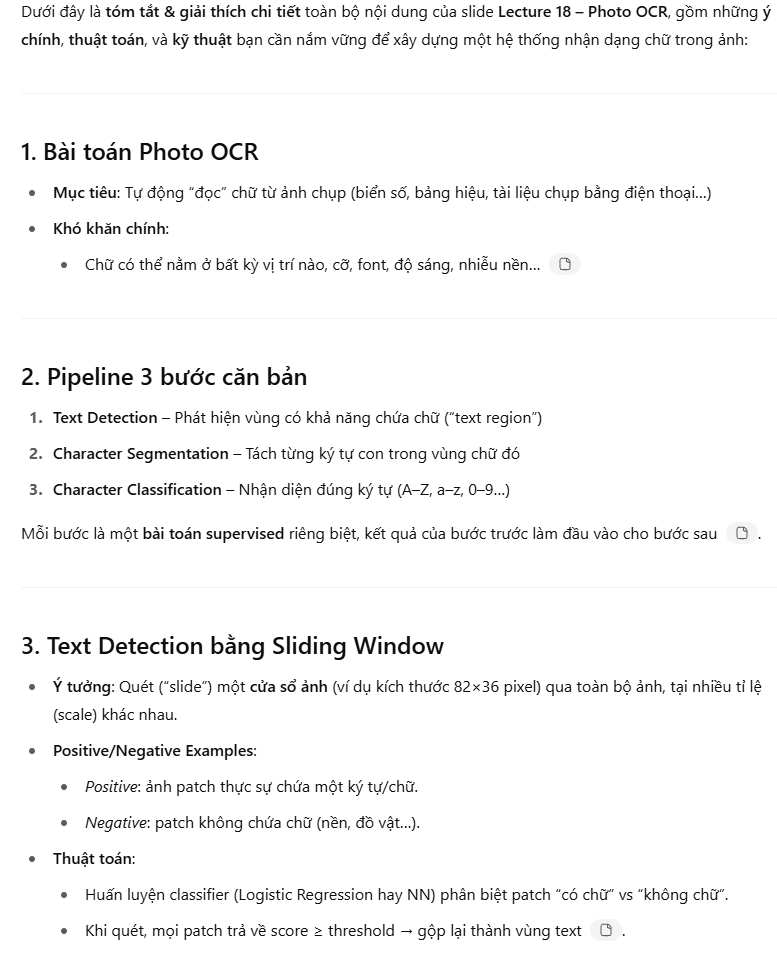 Dưới đây là tóm tắt & giải thích chi tiết toàn bộ nội dung của slide Lecture 18 – Photo OCR, gồm những ý
chính, thuật toán, và kỹ thuật bạn cần nắm vững để xây dựng một hệ thống nhận dạng chữ trong ảnh:
1. Bài toán Photo OCR
• Mục tiêu: Tự động “đọc” chữ từ ảnh chụp (biển số, bảng hiệu, tài liệu chụp bằng điện thoại…)
• Khó khăn chính:
• Chữ có thể nằm ở bất kỳ vị trí nào, cỡ, font, độ sáng, nhiễu nền…
2. Pipeline 3 bước căn bản
1. Text Detection – Phát hiện vùng có khả năng chứa chữ (“text region”)
2. Character Segmentation – Tách từng ký tự con trong vùng chữ đó
3. Character Classification – Nhận diện đúng ký tự (A–Z, a–z, 0–9…)
Mỗi bước là một bài toán supervised riêng biệt, kết quả của bước trước làm đầu vào cho bước sau .
3. Text Detection bằng Sliding Window
• Ý tưởng: Quét (“slide”) một cửa sổ ảnh (ví dụ kích thước 82×36 pixel) qua toàn bộ ảnh, tại nhiều tỉ lệ
(scale) khác nhau.
• Positive/Negative Examples:
• Positive: ảnh patch thực sự chứa một ký tự/chữ.
• Negative: patch không chứa chữ (nền, đồ vật…).
• Thuật toán:
• Huấn luyện classifier (Logistic Regression hay NN) phân biệt patch “có chữ” vs “không chữ”.
• Khi quét, mọi patch trả về score ≥ threshold → gộp lại thành vùng text .